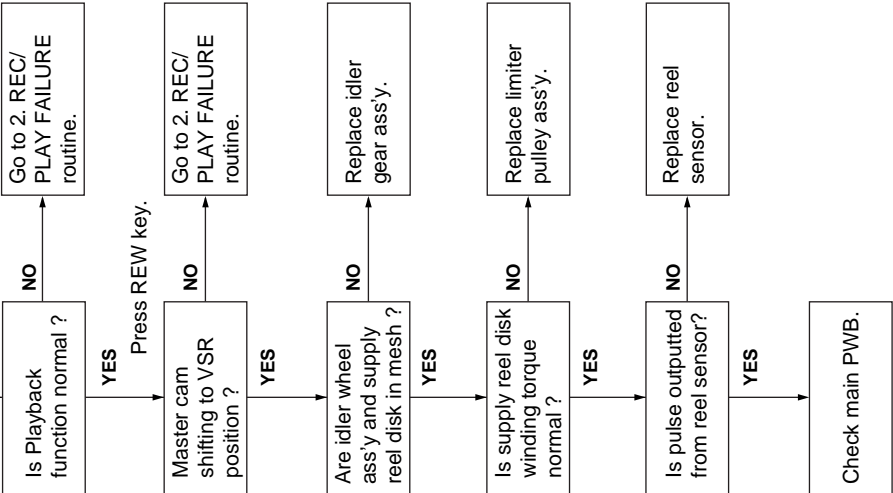 Is Playback
function normal ?
NO
Go to 2. REC/
PLAY FAILURE
routine.
YES
Press REW key.
Master cam
shifting to VSR
position ?
NO
Go to 2. REC/
PLAY FAILURE
routine.
YES
Are idler wheel
ass'y and supply
reel disk in mesh ?
NO
Replace idler
gear ass'y.
YES
Is supply reel disk
winding torque
normal ?
NO
Replace limiter
pulley ass'y.
YES
Is pulse outputted
from reel sensor?
NO
Replace reel
sensor.
YES
Check main PWB.